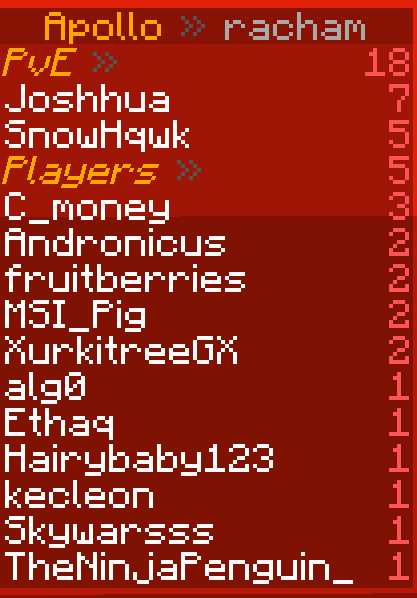 Apollo » racham
PvE » 18
Joshhua 7
SnowHqwk 5
Players » 5
C_money 3
Andronicus 2
fruitberries 2
MSI_Pig 2
XurkitreeGX 2
alg0 1
Ethaq 1
Hairybaby123 1
kecleon 1
Skywarsss 1
TheNinjaPenguin_ 1